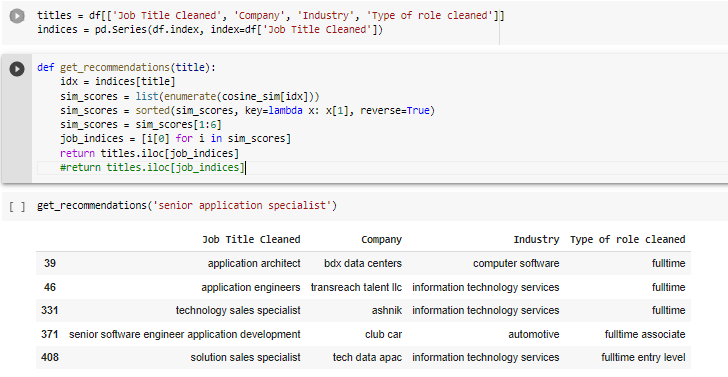 titles = df[['Job Title Cleaned', 'Company', 'Industry', 'Type of role cleaned']]
indices = pd.Series(df.index, index=df['Job Title Cleaned'])
def get_recommendations(title):
    idx = indices[title]
    sim_scores = list(enumerate(cosine_sim[idx]))
    sim_scores = sorted(sim_scores, key=lambda x: x[1], reverse=True)
    sim_scores = sim_scores[1:6]
    job_indices = [i[0] for i in sim_scores]
    return titles.iloc[job_indices]
    #return titles.iloc[job_indices]
[ ] get_recommendations('senior application specialist')
Job Title Cleaned Company Industry Type of role cleaned
39 application architect bdx data centers computer software fulltime
46 application engineers transreach talent llc information technology services fulltime
331 technology sales specialist ashnik information technology services fulltime
371 senior software engineer application development club car automotive fulltime associate
408 solution sales specialist tech data apac information technology services fulltime entry level